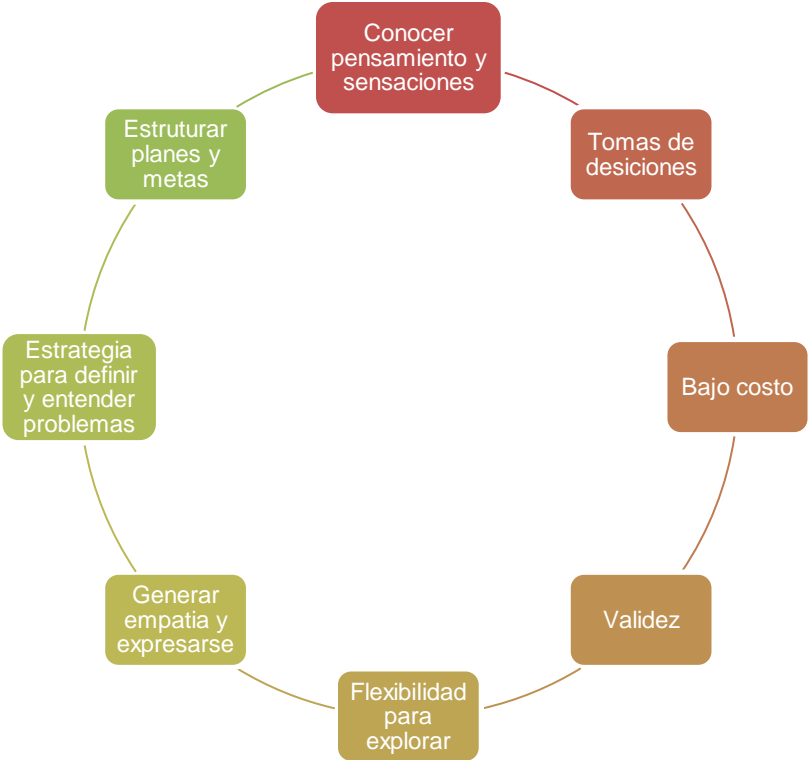 Conocer
pensamiento y
sensaciones
Tomas de
desiciones
Bajo costo
Validez
Flexibilidad
para
explorar
Generar
empatia y
expresarse
Estrategia
para definir
y entender
problemas
Estruturar
planes y
metas